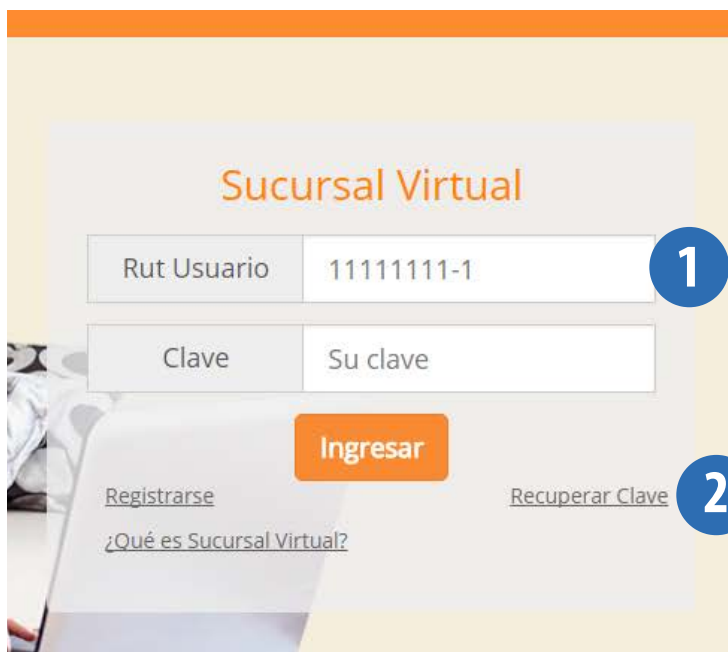 Sucursal Virtual
Rut Usuario 11111111-1 1
Clave Su clave
Ingresar
Registrarse Recuperar Clave 2
¿Qué es Sucursal Virtual?